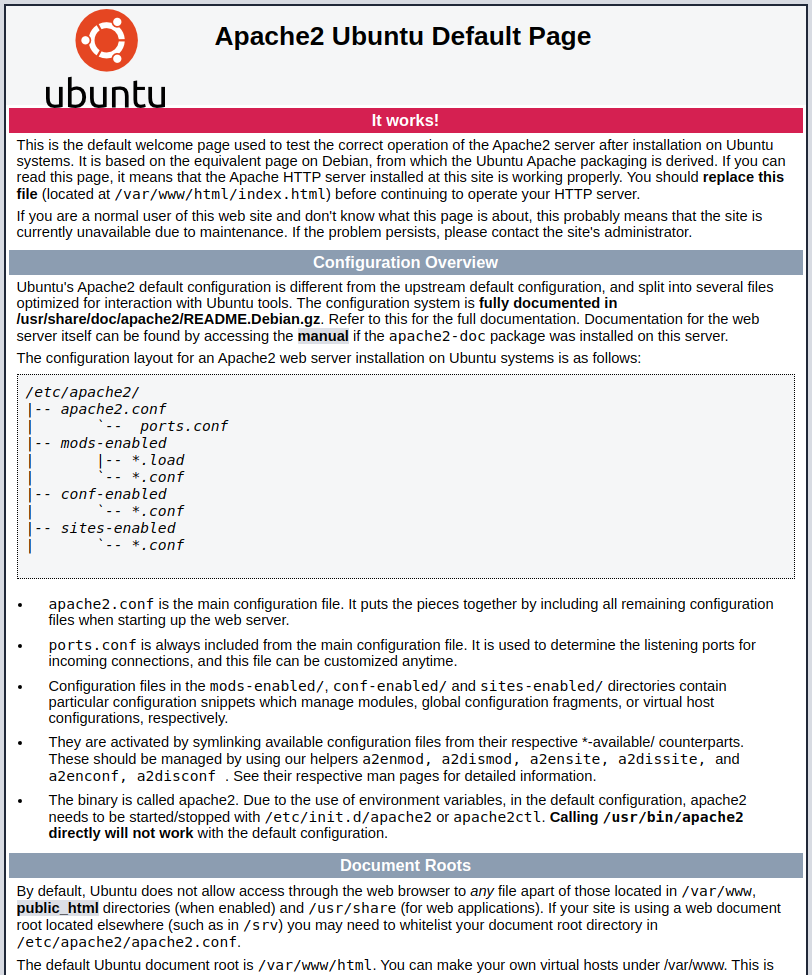 Apache2 Ubuntu Default Page
ubuntu
It works!
This is the default welcome page used to test the correct operation of the Apache2 server after installation on Ubuntu
systems. It is based on the equivalent page on Debian, from which the Ubuntu Apache packaging is derived. If you can
read this page, it means that the Apache HTTP server installed at this site is working properly. You should replace this
file (located at /var/www/html/index.html) before continuing to operate your HTTP server.
If you are a normal user of this web site and don't know what this page is about, this probably means that the site is
currently unavailable due to maintenance. If the problem persists, please contact the site's administrator.
Configuration Overview
Ubuntu's Apache2 default configuration is different from the upstream default configuration, and split into several files
optimized for interaction with Ubuntu tools. The configuration system is fully documented in
/usr/share/doc/apache2/README.Debian.gz. Refer to this for the full documentation. Documentation for the web
server itself can be found by accessing the manual if the apache2-doc package was installed on this server.
The configuration layout for an Apache2 web server installation on Ubuntu systems is as follows:
/etc/apache2/
|-- apache2.conf
|       `--  ports.conf
|-- mods-enabled
|       |-- *.load
|       `-- *.conf
|-- conf-enabled
|       `-- *.conf
|-- sites-enabled
|       `-- *.conf
• apache2.conf is the main configuration file. It puts the pieces together by including all remaining configuration
files when starting up the web server.
• ports.conf is always included from the main configuration file. It is used to determine the listening ports for
incoming connections, and this file can be customized anytime.
• Configuration files in the mods-enabled/, conf-enabled/ and sites-enabled/ directories contain
particular configuration snippets which manage modules, global configuration fragments, or virtual host
configurations, respectively.
• They are activated by symlinking available configuration files from their respective *-available/ counterparts.
These should be managed by using our helpers a2enmod, a2dismod, a2ensite, a2dissite, and
a2enconf, a2disconf . See their respective man pages for detailed information.
• The binary is called apache2. Due to the use of environment variables, in the default configuration, apache2
needs to be started/stopped with /etc/init.d/apache2 or apache2ctl. Calling /usr/bin/apache2
directly will not work with the default configuration.
Document Roots
By default, Ubuntu does not allow access through the web browser to any file apart of those located in /var/www,
public_html directories (when enabled) and /usr/share (for web applications). If your site is using a web document
root located elsewhere (such as in /srv) you may need to whitelist your document root directory in
/etc/apache2/apache2.conf.
The default Ubuntu document root is /var/www/html. You can make your own virtual hosts under /var/www. This is